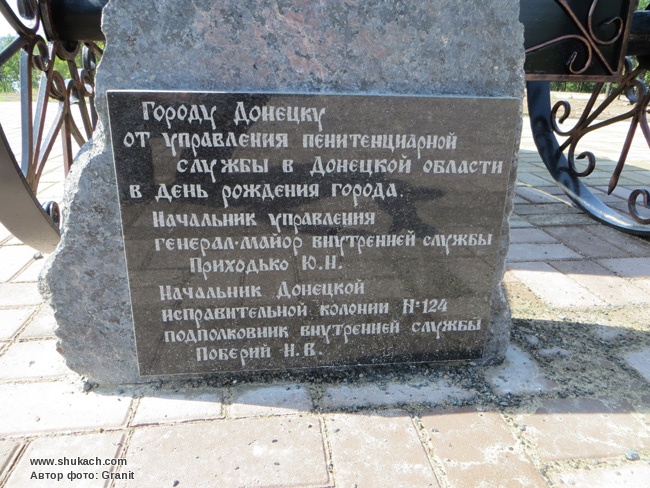 Городу Донецку
от управления пенитенциарной
службы в Донецкой области
в день рождения города.
Начальник управления
генерал-майор внутренней службы
Приходько Ю.Н.
Начальник Донецкой
исправительной колонии №124
подполковник внутренней службы
Поберий Н.В.
www.shukach.com
Автор фото: Granit